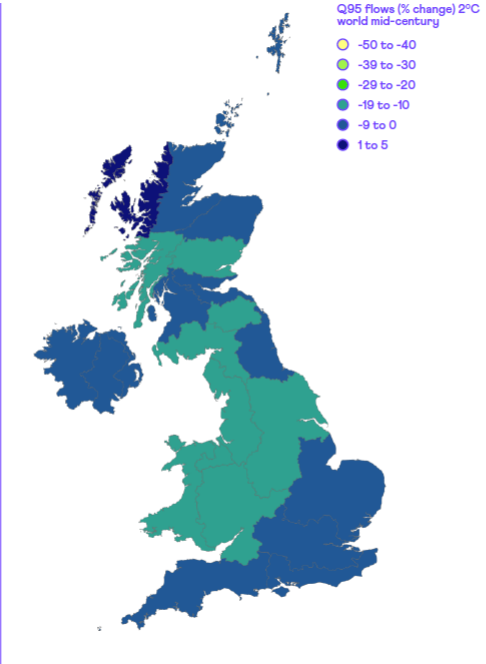 Q95 flows (% change) 2ºC
world mid-century
-50 to -40
-39 to -30
-29 to -20
-19 to -10
-9 to 0
1 to 5